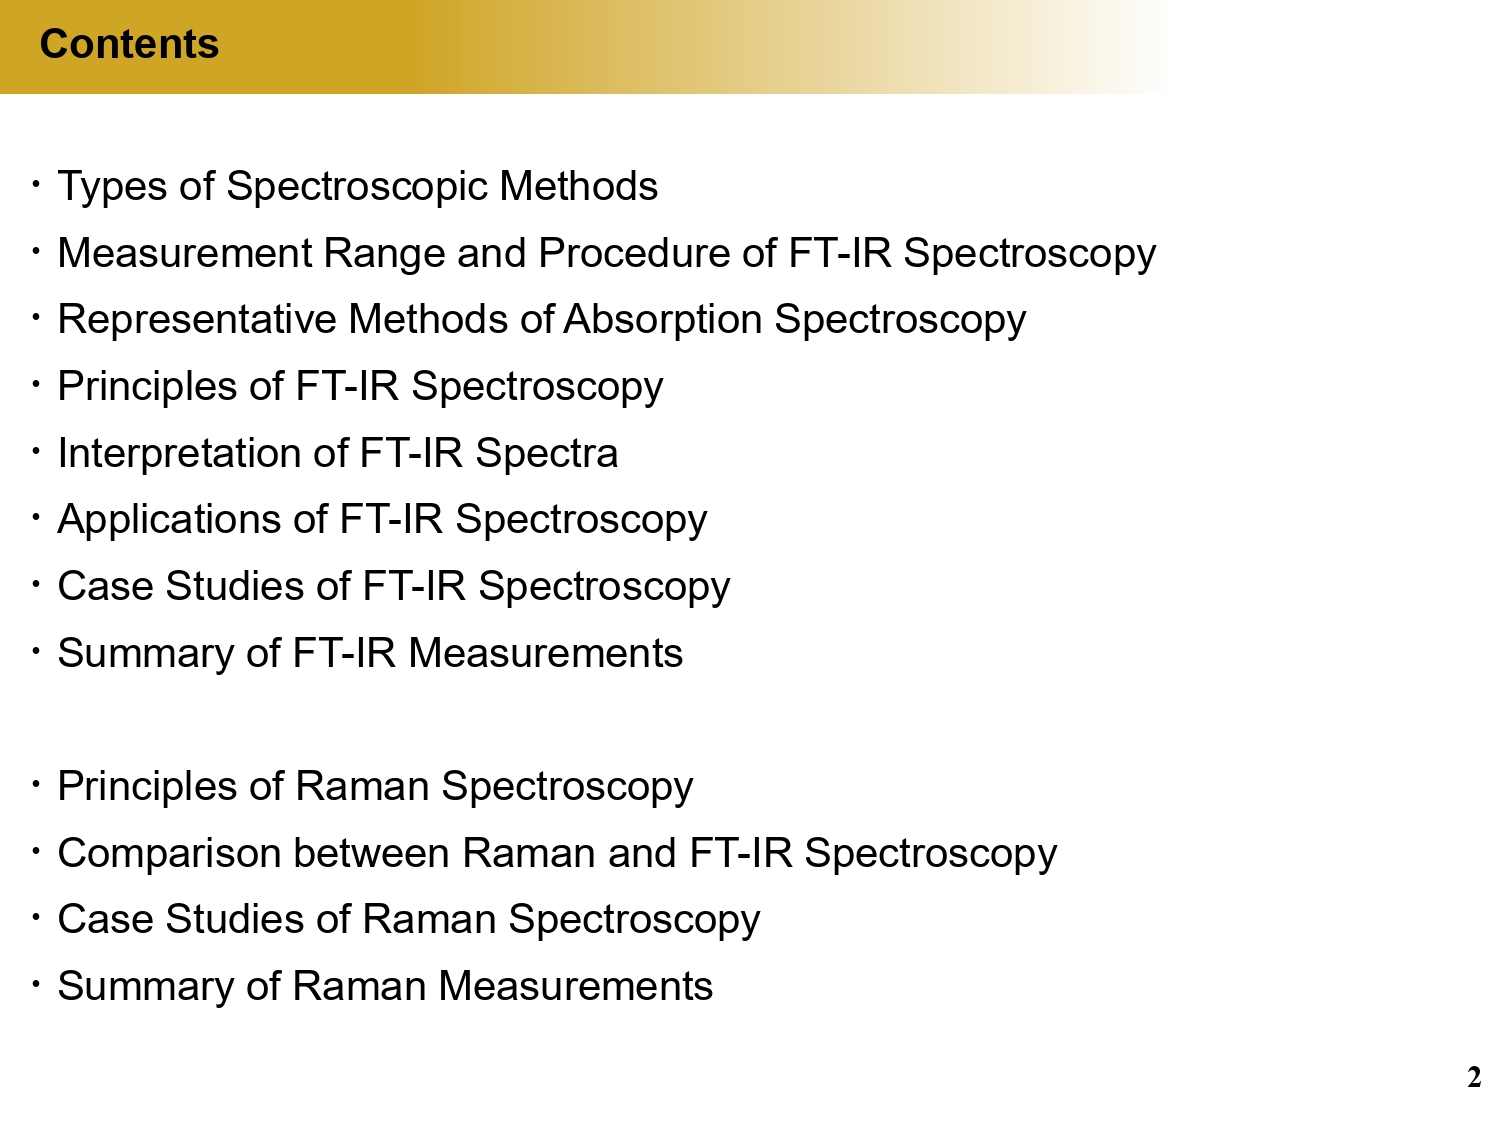 Contents
· Types of Spectroscopic Methods
· Measurement Range and Procedure of FT-IR Spectroscopy
· Representative Methods of Absorption Spectroscopy
· Principles of FT-IR Spectroscopy
· Interpretation of FT-IR Spectra
· Applications of FT-IR Spectroscopy
· Case Studies of FT-IR Spectroscopy
· Summary of FT-IR Measurements
· Principles of Raman Spectroscopy
· Comparison between Raman and FT-IR Spectroscopy
· Case Studies of Raman Spectroscopy
· Summary of Raman Measurements
2